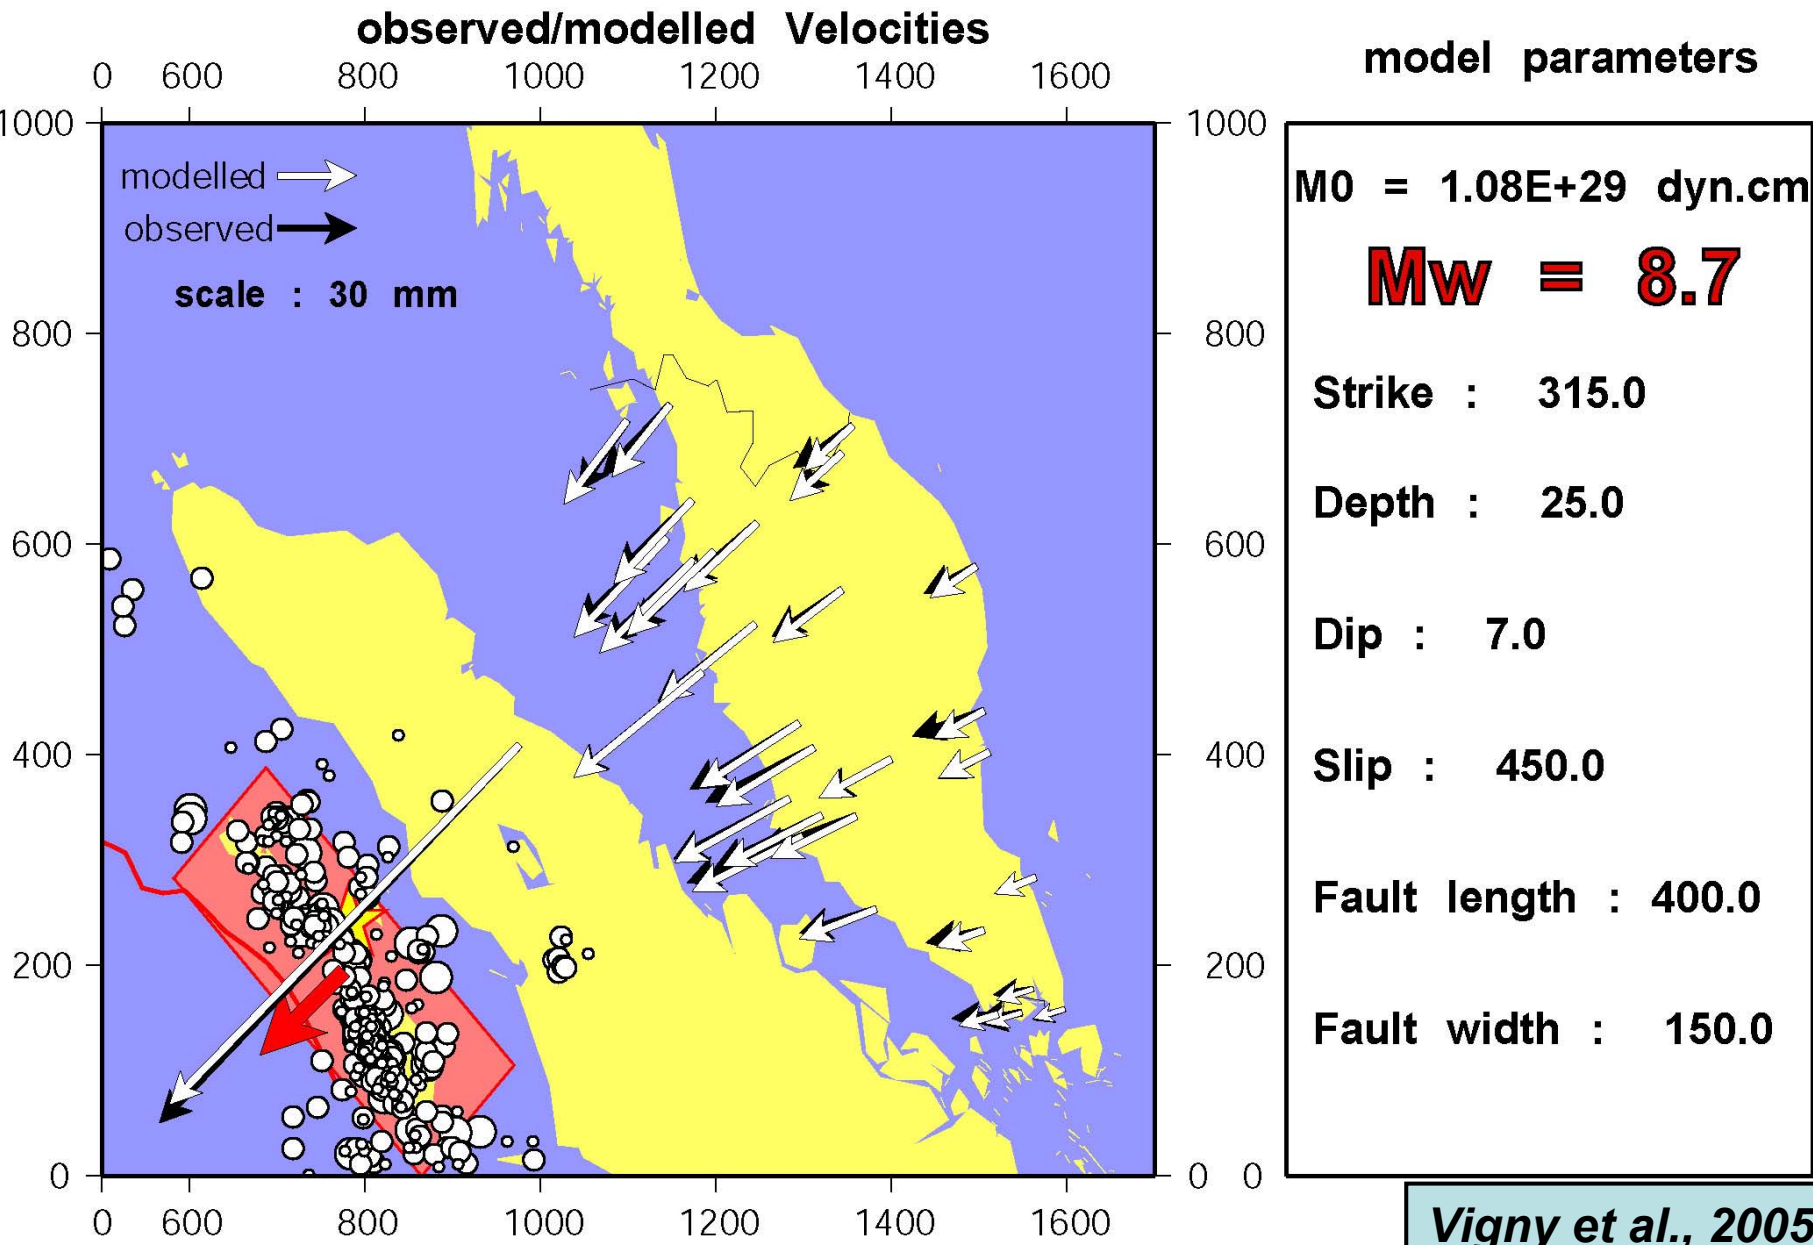 observed/modelled Velocities
0 600 800 1000 1200 1400 1600
model parameters
1000
800
600
400
200
0
modelled
observed
scale : 30 mm
1000
800
600
400
200
0 0
0 600 800 1000 1200 1400 1600
M0 = 1.08E+29 dyn.cm
Mw = 8.7
Strike : 315.0
Depth : 25.0
Dip : 7.0
Slip : 450.0
Fault length : 400.0
Fault width : 150.0
Vigny et al., 2005